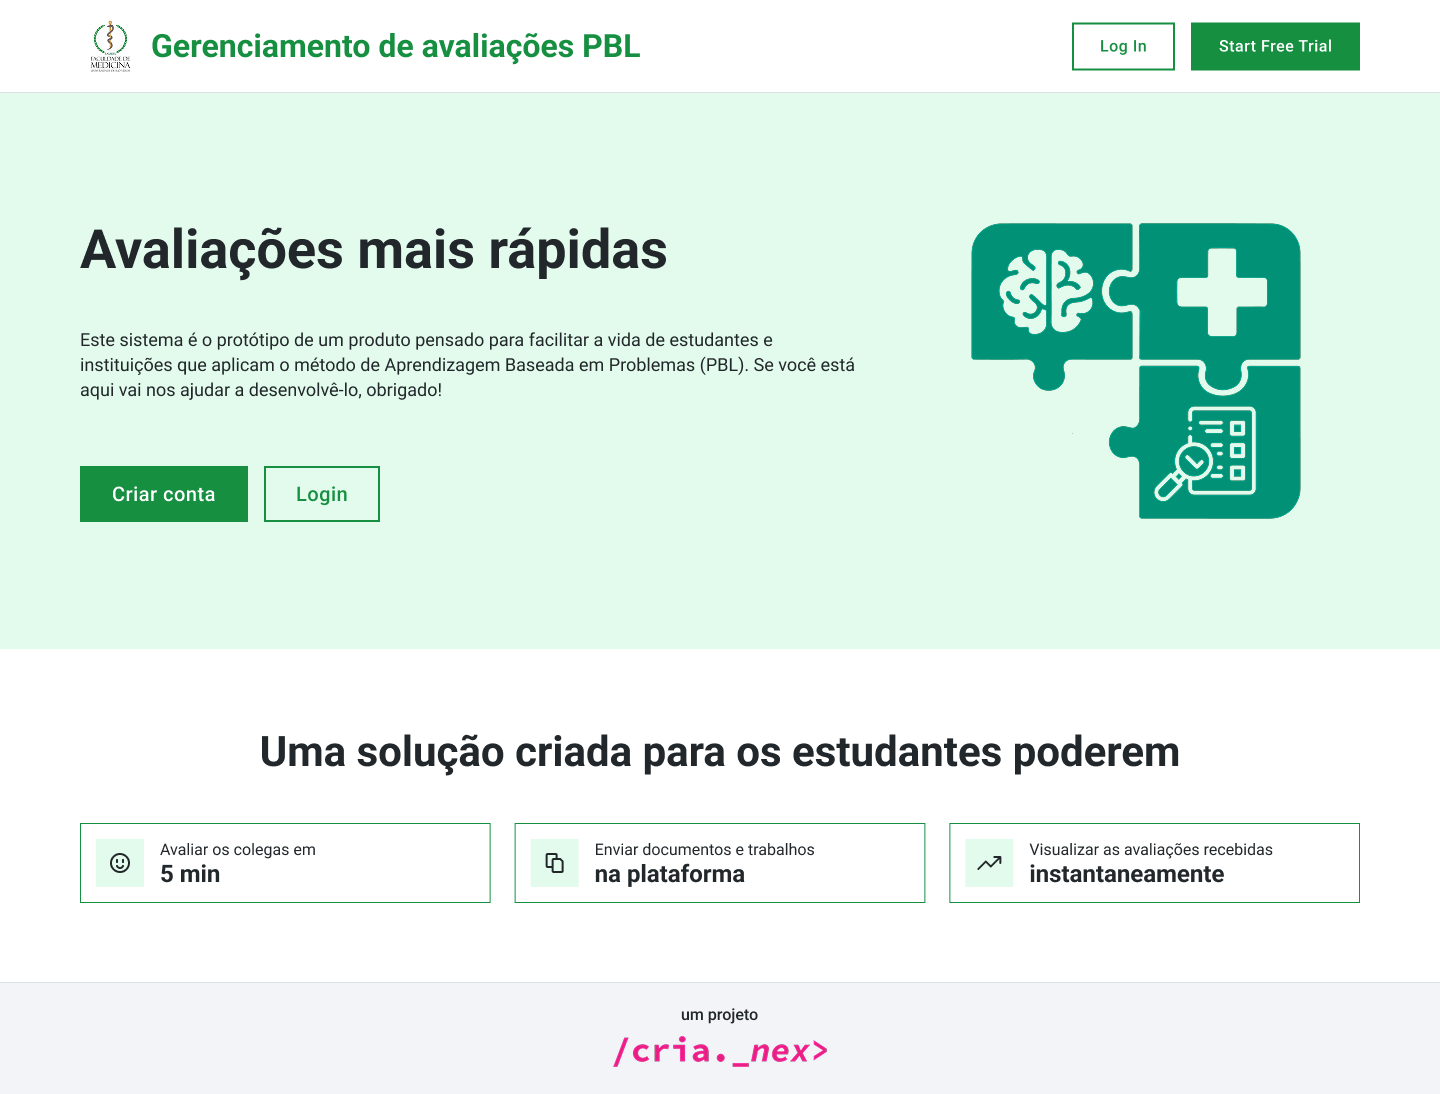 FACULDADE DE
MEDICINA
Gerenciamento de avaliações PBL
Log In
Start Free Trial
Avaliações mais rápidas
Este sistema é o protótipo de um produto pensado para facilitar a vida de estudantes e
instituições que aplicam o método de Aprendizagem Baseada em Problemas (PBL). Se você está
aqui vai nos ajudar a desenvolvê-lo, obrigado!
Criar conta
Login
Uma solução criada para os estudantes poderem
Avaliar os colegas em
5 min
Enviar documentos e trabalhos
na plataforma
Visualizar as avaliações recebidas
instantaneamente
um projeto
/cria._nex>